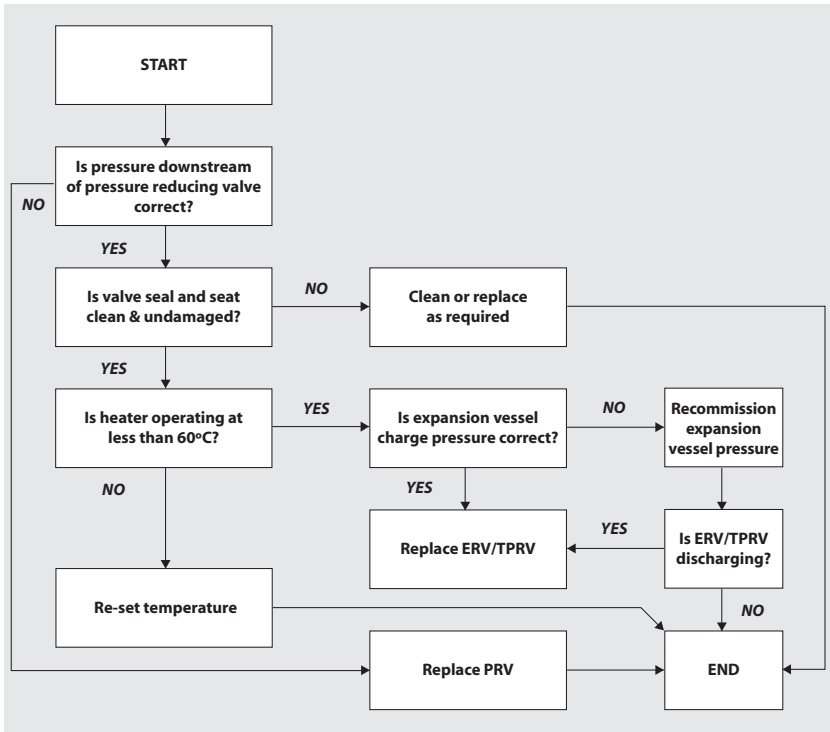 START
Is pressure downstream
of pressure reducing valve
correct?
NO
YES
Is valve seal and seat
clean & undamaged?
NO
Clean or replace
as required
YES
Is heater operating at
less than 60ºC?
YES
Is expansion vessel
charge pressure correct?
NO
Recommission
expansion
vessel pressure
NO
YES
Replace ERV/TPRV
YES
Is ERV/TPRV
discharging?
Re-set temperature
NO
Replace PRV
END